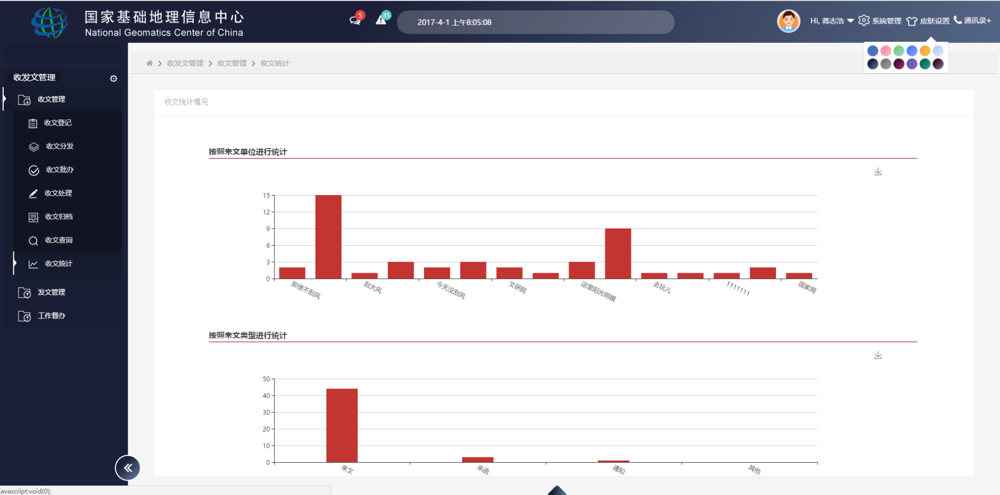 国家基础地理信息中心
National Geomatics Center of China
5
35
2017-4-1 上午8:05:08
Hi, 蒋志浩
系统管理
皮肤设置
通讯录+
收发文管理
收文管理
收文登记
收文分发
收文批办
收文处理
收文归档
收文查询
收文统计
发文管理
工作督办
收发文管理
收文管理
收文统计
收文统计情况
按照来文单位进行统计
15
12
9
6
3
0
即使不刮风
刮大风
今天没刮风
文研院
这里阳光明媚
去玩儿
1111111
国家局
按照来文类型进行统计
50
40
30
20
10
0
来文
来函
通知
其他
avascript:void(0);